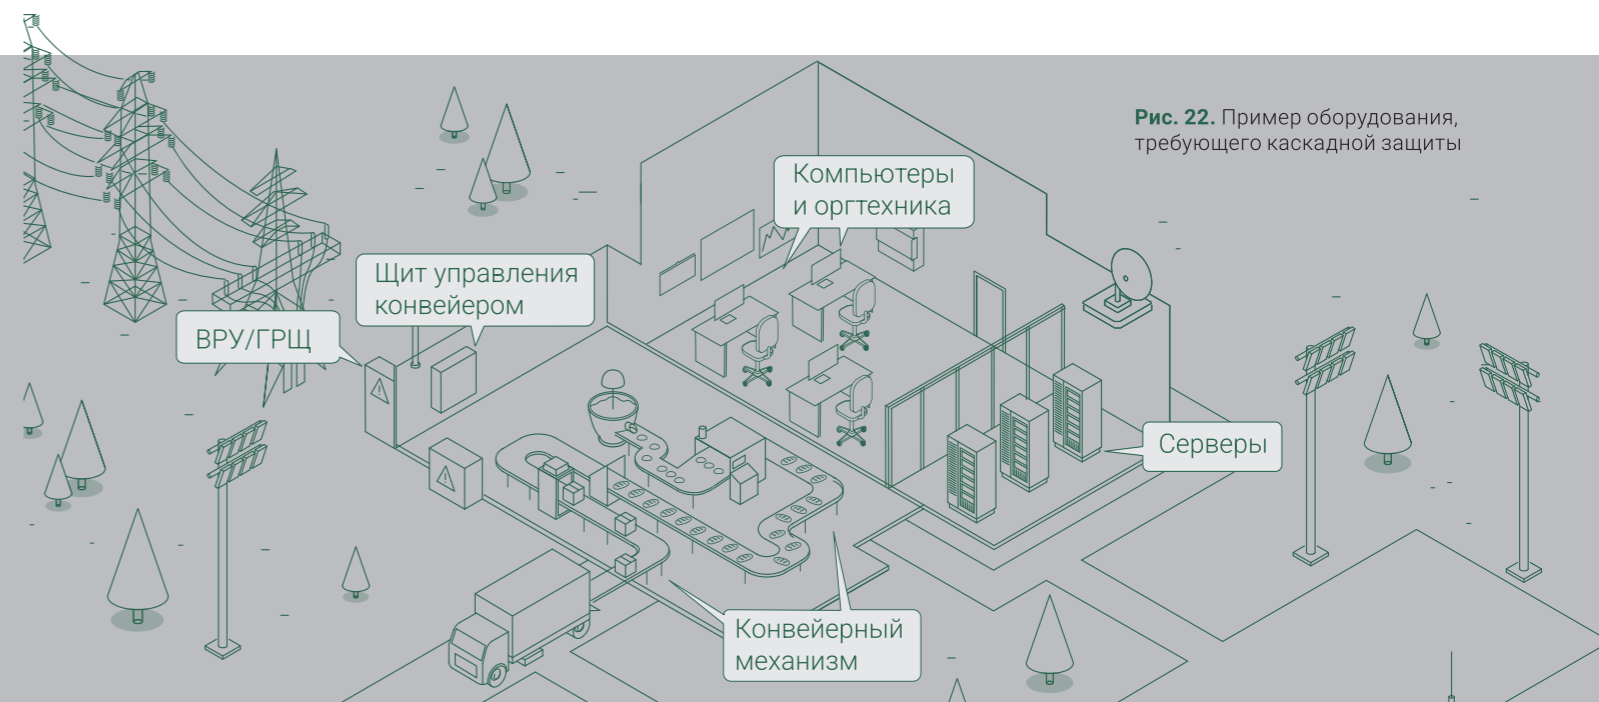 Рис. 22. Пример оборудования,
требующего каскадной защиты
Компьютеры
и оргтехника
Щит управления
конвейером
ВРУ/ГРЩ
Серверы
Конвейерный
механизм